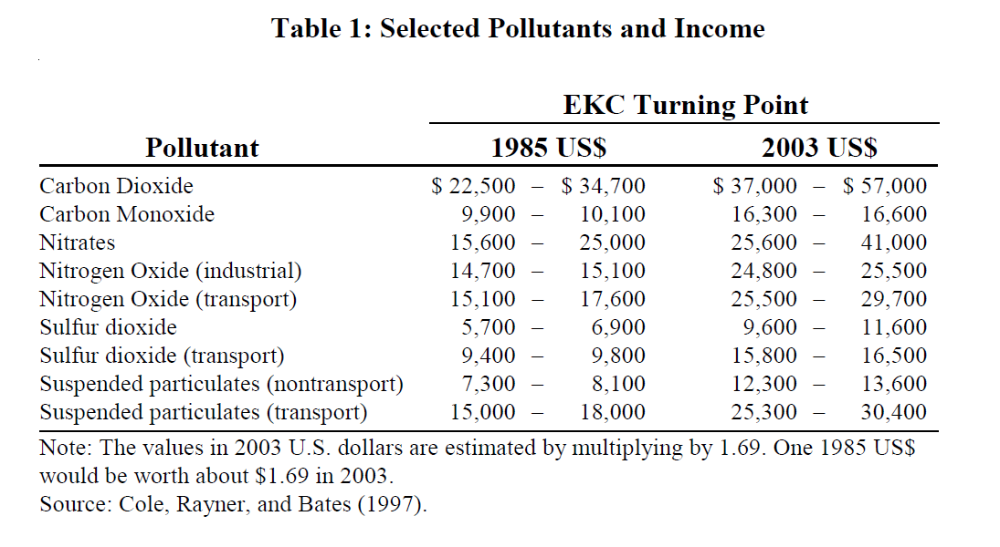 Table 1: Selected Pollutants and Income
EKC Turning Point
Pollutant 1985 US$ 2003 US$
Carbon Dioxide $ 22,500 – $ 34,700 $ 37,000 – $ 57,000
Carbon Monoxide 9,900 – 10,100 16,300 – 16,600
Nitrates 15,600 – 25,000 25,600 – 41,000
Nitrogen Oxide (industrial) 14,700 – 15,100 24,800 – 25,500
Nitrogen Oxide (transport) 15,100 – 17,600 25,500 – 29,700
Sulfur dioxide 5,700 – 6,900 9,600 – 11,600
Sulfur dioxide (transport) 9,400 – 9,800 15,800 – 16,500
Suspended particulates (nontransport) 7,300 – 8,100 12,300 – 13,600
Suspended particulates (transport) 15,000 – 18,000 25,300 – 30,400
Note: The values in 2003 U.S. dollars are estimated by multiplying by 1.69. One 1985 US$
would be worth about $1.69 in 2003.
Source: Cole, Rayner, and Bates (1997).